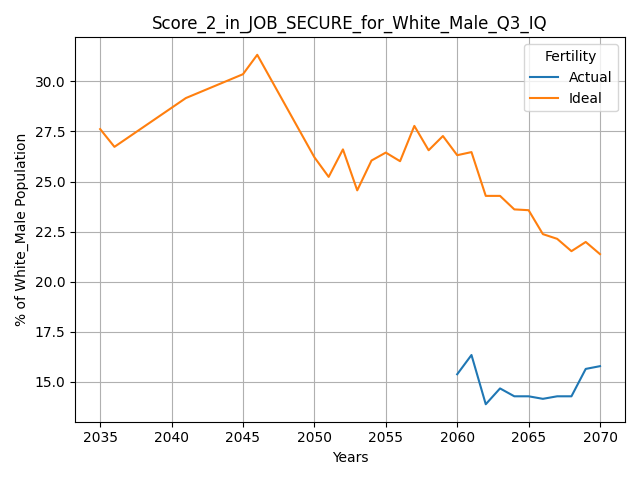 Score_2_in_JOB_SECURE_for_White_Male_Q3_IQ
Fertility
Actual
Ideal
% of White_Male Population
30.0
27.5
25.0
22.5
20.0
17.5
15.0
2035 2040 2045 2050 2055 2060 2065 2070
Years